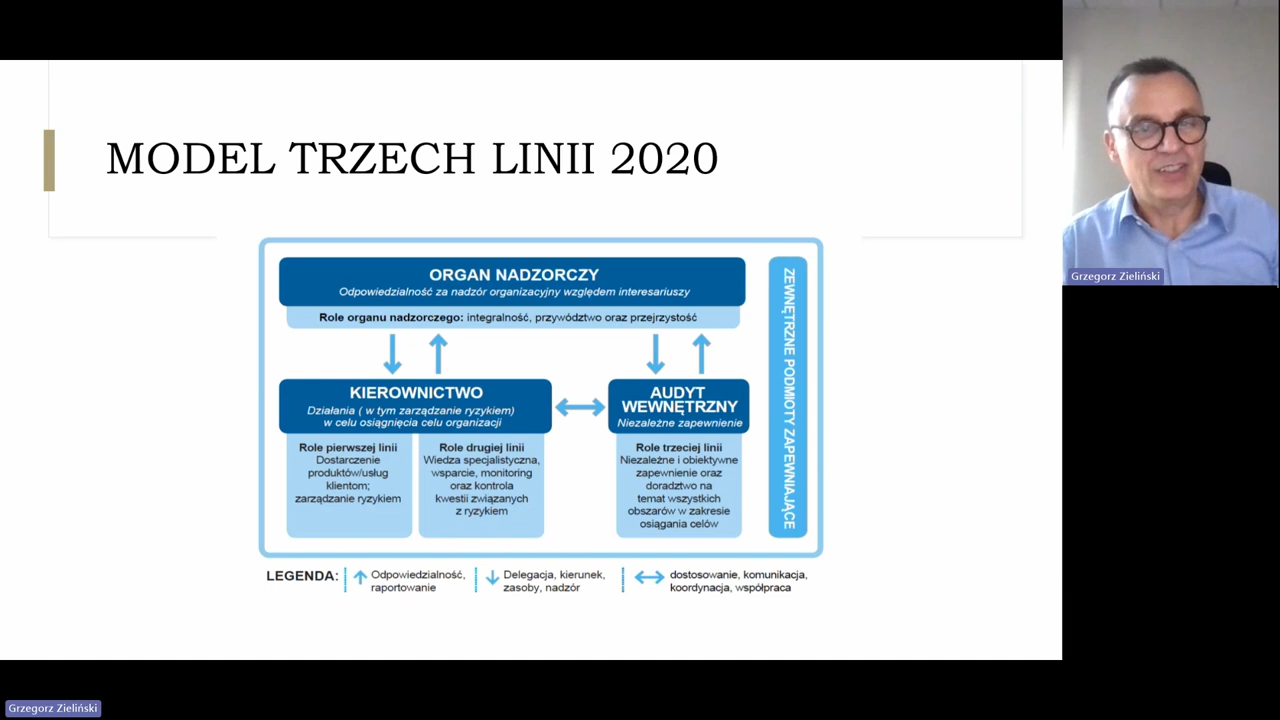 MODEL TRZECH LINII 2020
ORGAN NADZORCZY
Odpowiedzialność za nadzór organizacyjny względem interesariuszy
Role organu nadzorczego: integralność, przywództwo oraz przejrzystość
KIEROWNICTWO
Działania ( w tym zarządzanie ryzykiem)
w celu osiągnięcia celu organizacji
Role pierwszej linii
Dostarczenie
produktów/usług
klientom;
zarządzanie ryzykiem
Role drugiej linii
Wiedza specjalistyczna,
wsparcie, monitoring
oraz kontrola
kwestii związanych
z ryzykiem
AUDYT
WEWNĘTRZNY
Niezależne zapewnienie
Role trzeciej linii
Niezależne i obiektywne
zapewnienie oraz
doradztwo na
temat wszystkich
obszarów w zakresie
osiągania celów
ZEWNĘTRZNE PODMIOTY ZAPEWNIAJĄCE
LEGENDA:
Odpowiedzialność,
raportowanie
Delegacja, kierunek,
zasoby, nadzór
dostosowanie, komunikacja,
koordynacja, współpraca
Grzegorz Zieliński
Grzegorz Zieliński